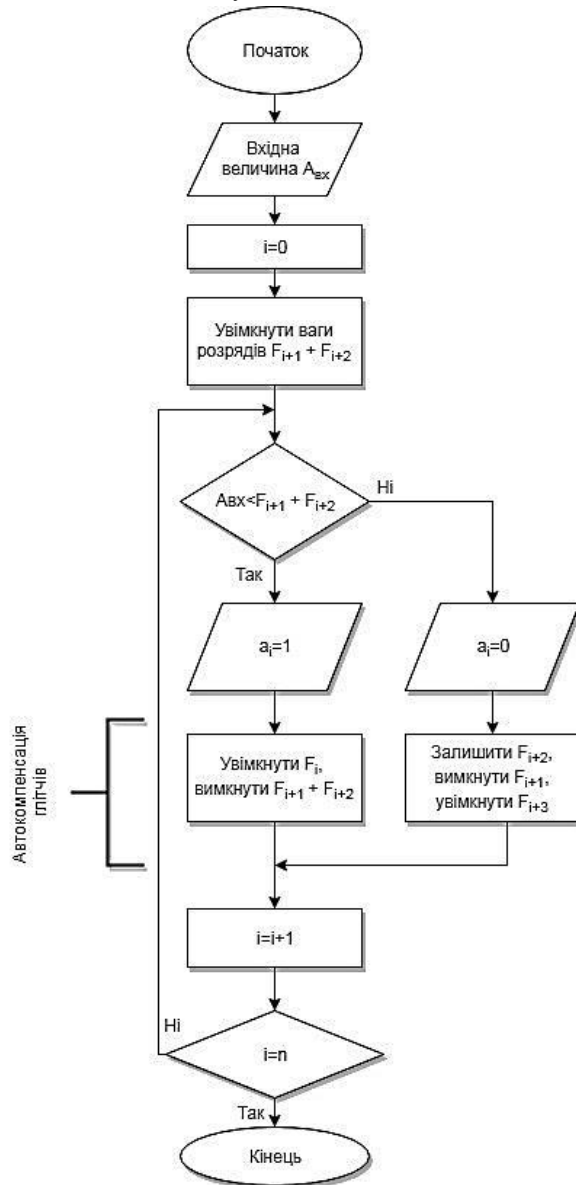 Початок
Вхідна
величина Aвх
i=0
Увімкнути ваги
розрядів Fi+1 + Fi+2
Aвх<Fi+1 + Fi+2
Ні
Так
ai=1
ai=0
Автокомпенсація
глітчів
Увімкнути Fi,
вимкнути Fi+1 + Fi+2
Залишити Fi+2,
вимкнути Fi+1,
увімкнути Fi+3
i=i+1
Ні
i=n
Так
Кінець